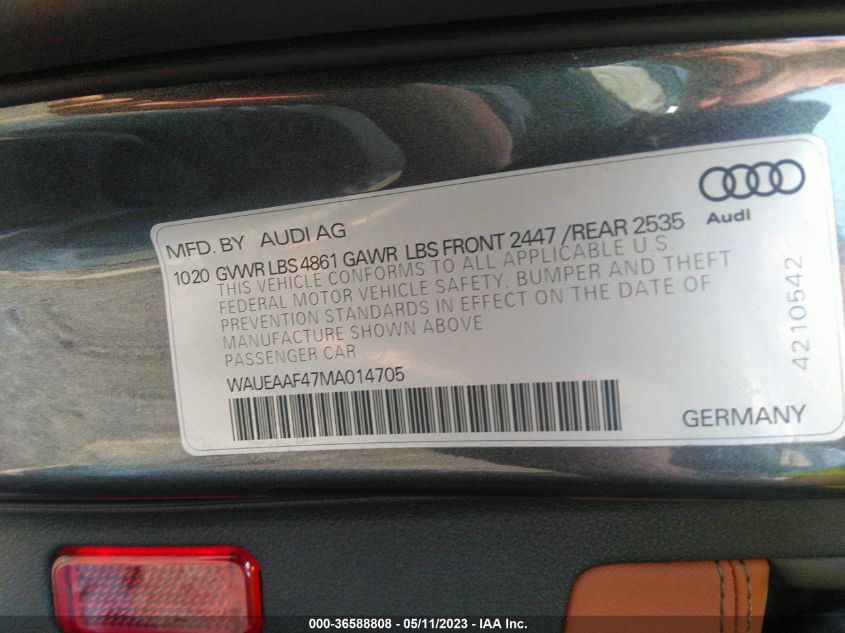 MFD. BY AUDI AG
1020 GVWR LBS 4861 GAWR LBS FRONT 2447 /REAR 2535
THIS VEHICLE CONFORMS TO ALL APPLICABLE U.S.
FEDERAL MOTOR VEHICLE SAFETY, BUMPER AND THEFT
PREVENTION STANDARDS IN EFFECT ON THE DATE OF
MANUFACTURE SHOWN ABOVE
PASSENGER CAR
WAUEAAF47MA014705
Audi
4210542
GERMANY
000-36588808 - 05/11/2023 - IAA Inc.